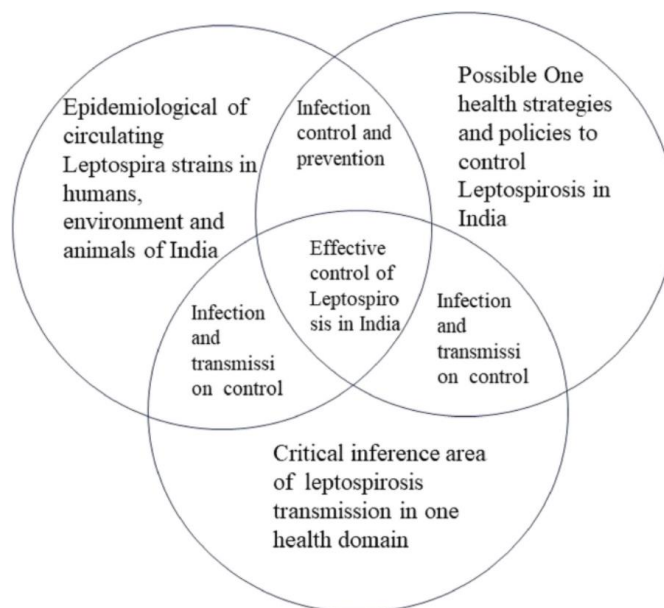 Epidemiological of
circulating
Leptospira strains in
humans,
environment and
animals of India
Infection
control and
prevention
Possible One
health strategies
and policies to
control
Leptospirosis in
India
Effective
control of
Leptospiro
sis in India
Infection
and
transmissi
on control
Infection
and
transmissi
on control
Critical inference area
of leptospirosis
transmission in one
health domain